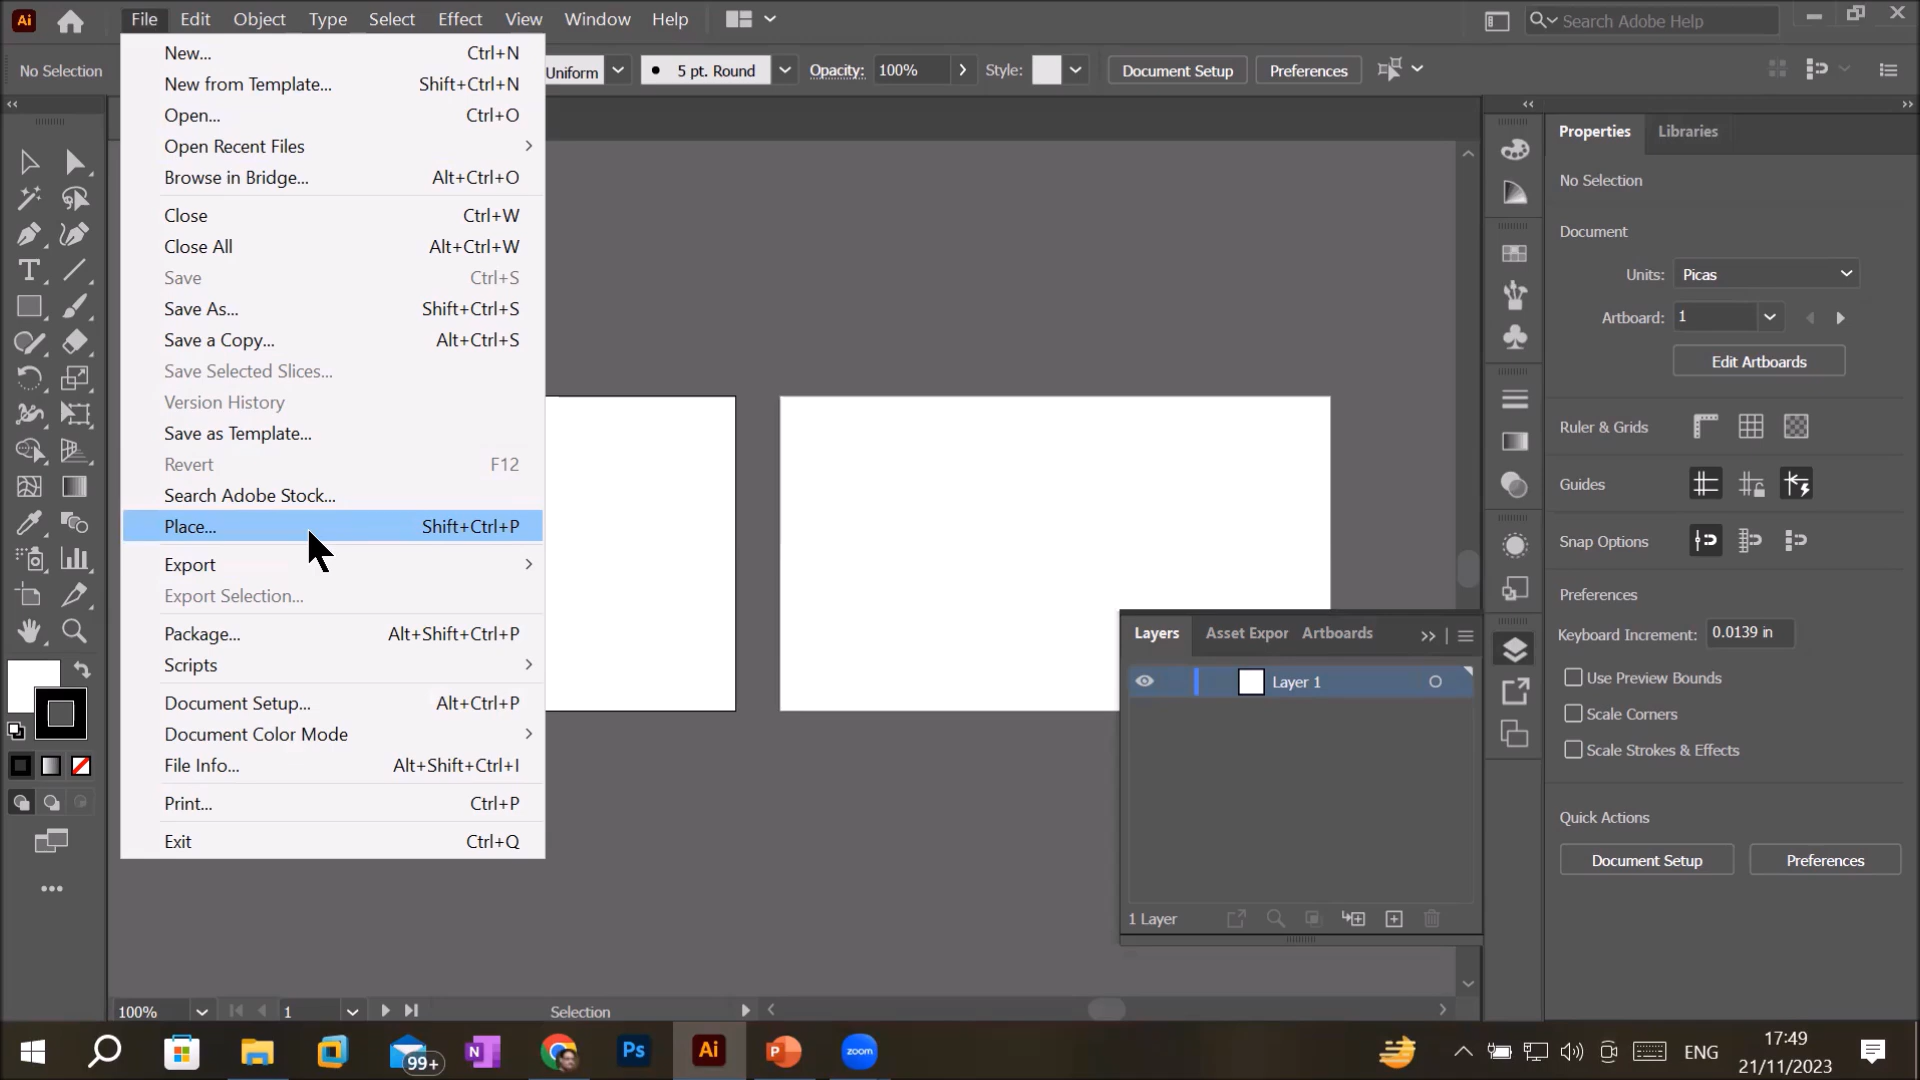 Ai File Edit Object Type Select Effect View Window Help Search Adobe Help
No Selection Uniform 5 pt. Round Opacity: 100% Style: Document Setup Preferences
New... Ctrl+N
New from Template... Shift+Ctrl+N
Open... Ctrl+O
Open Recent Files
Browse in Bridge... Alt+Ctrl+O
Close Ctrl+W
Close All Alt+Ctrl+W
Save Ctrl+S
Save As... Shift+Ctrl+S
Save a Copy... Alt+Ctrl+S
Save Selected Slices...
Version History
Save as Template...
Revert F12
Search Adobe Stock...
Place... Shift+Ctrl+P
Export
Export Selection...
Package... Alt+Shift+Ctrl+P
Scripts
Document Setup... Alt+Ctrl+P
Document Color Mode
File Info... Alt+Shift+Ctrl+I
Print... Ctrl+P
Exit Ctrl+Q
Layers Asset Expor Artboards
Layer 1
1 Layer
Properties Libraries
No Selection
Document
Units: Picas
Artboard: 1
Edit Artboards
Ruler & Grids
Guides
Snap Options
Preferences
Keyboard Increment: 0.0139 in
Use Preview Bounds
Scale Corners
Scale Strokes & Effects
Quick Actions
Document Setup Preferences
100% 1 Selection
99+ N Ps Ai P zoom ENG 17:49
21/11/2023